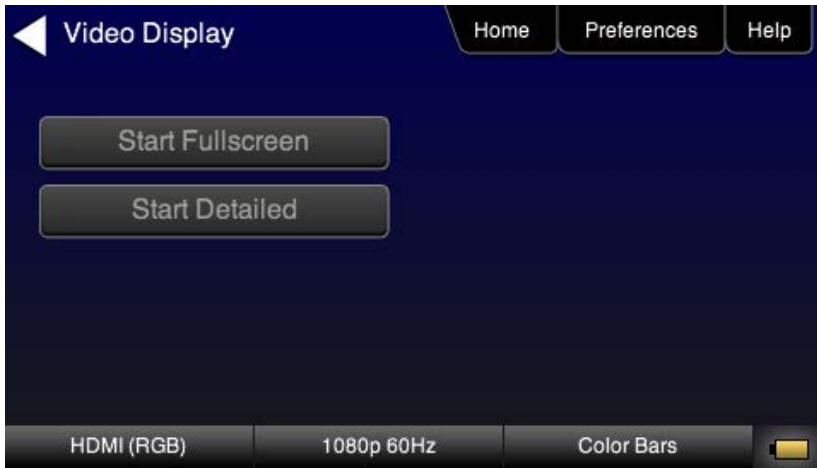 Video Display
Home
Preferences
Help
Start Fullscreen
Start Detailed
HDMI (RGB)
1080p 60Hz
Color Bars